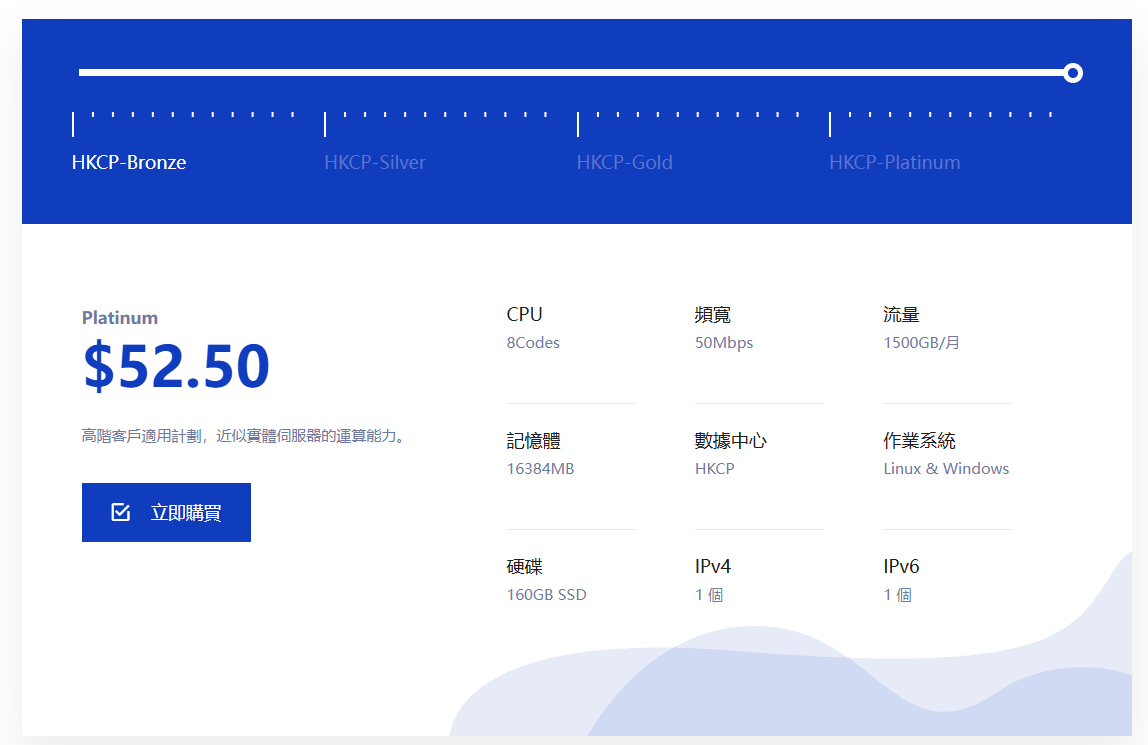 HKCP-Bronze HKCP-Silver HKCP-Gold HKCP-Platinum
Platinum
$52.50
高階客戶適用計劃，近似實體伺服器的運算能力。
立即購買
CPU 頻寬 流量
8Codes 50Mbps 1500GB/月
記憶體 數據中心 作業系統
16384MB HKCP Linux & Windows
硬碟 IPv4 IPv6
160GB SSD 1 個 1 個